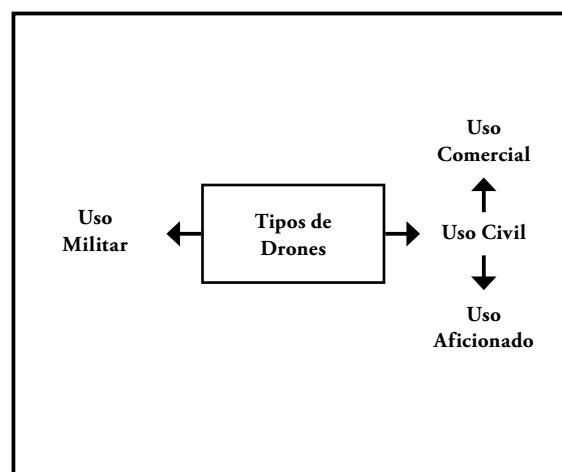 Uso
Comercial
Uso
Militar
Tipos de
Drones
Uso Civil
Uso
Aficionado